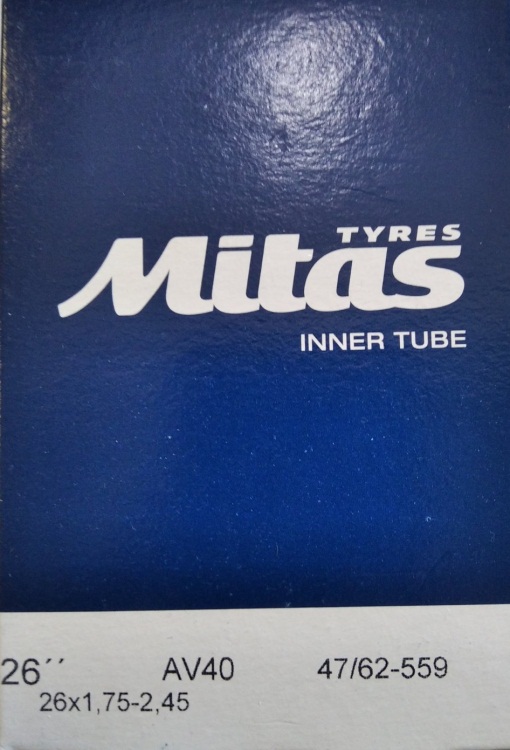 TYRES
Mitas
INNER TUBE
26´´ AV40 47/62-559
26x1,75-2,45